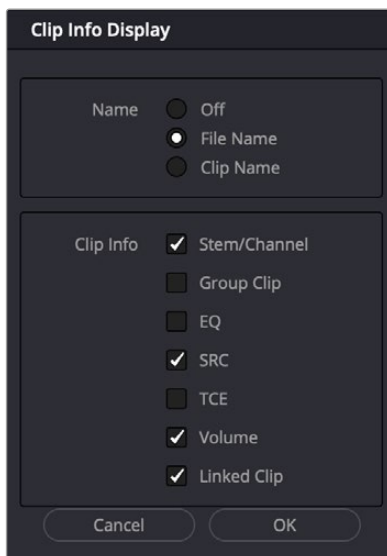 Clip Info Display
Name Off
File Name
Clip Name
Clip Info Stem/Channel
Group Clip
EQ
SRC
TCE
Volume
Linked Clip
Cancel OK